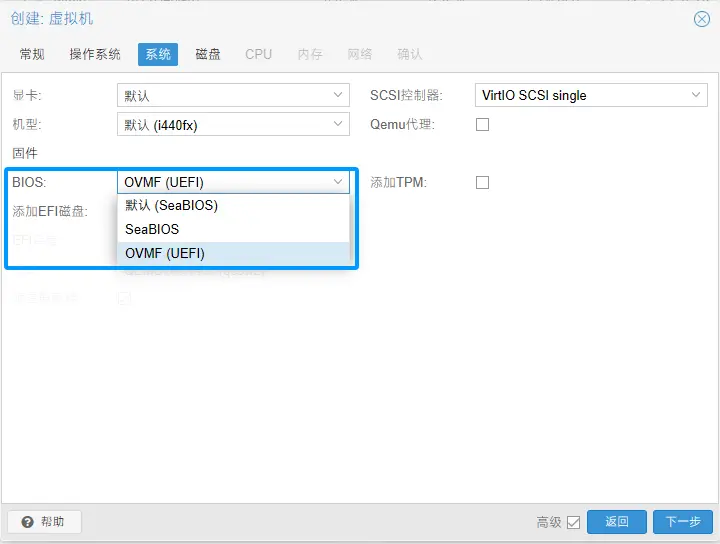 创建: 虚拟机
常规 操作系统 系统 磁盘 CPU 内存 网络 确认
显卡: 默认 SCSI控制器: VirtIO SCSI single
机型: 默认 (i440fx) Qemu代理:
固件
BIOS: OVMF (UEFI) 添加TPM:
添加EFI磁盘: 默认 (SeaBIOS)
SeaBIOS
OVMF (UEFI)
帮助 高级 返回 下一步